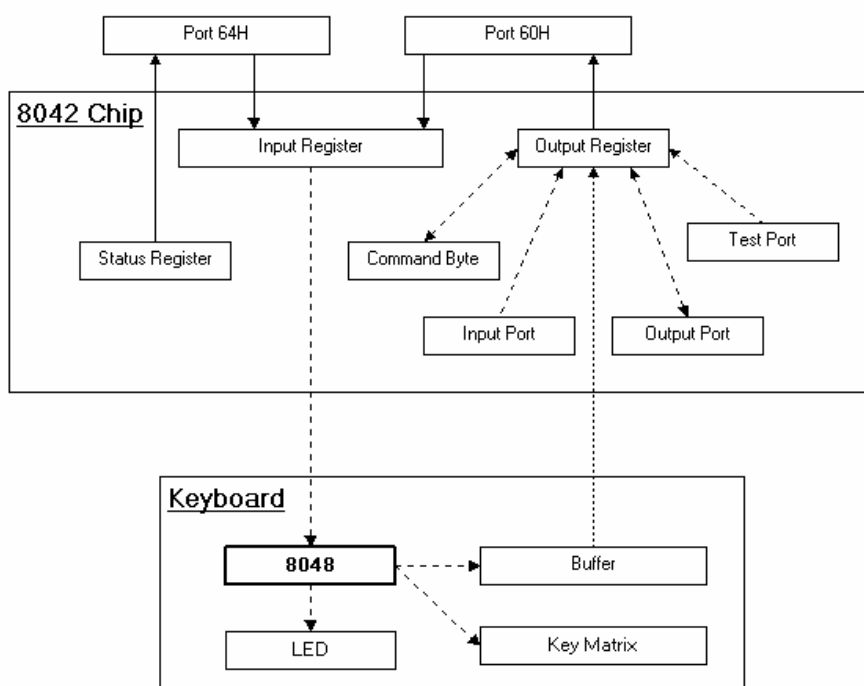 Port 64H
Port 60H
8042 Chip
Input Register
Output Register
Status Register
Command Byte
Test Port
Input Port
Output Port
Keyboard
8048
Buffer
LED
Key Matrix